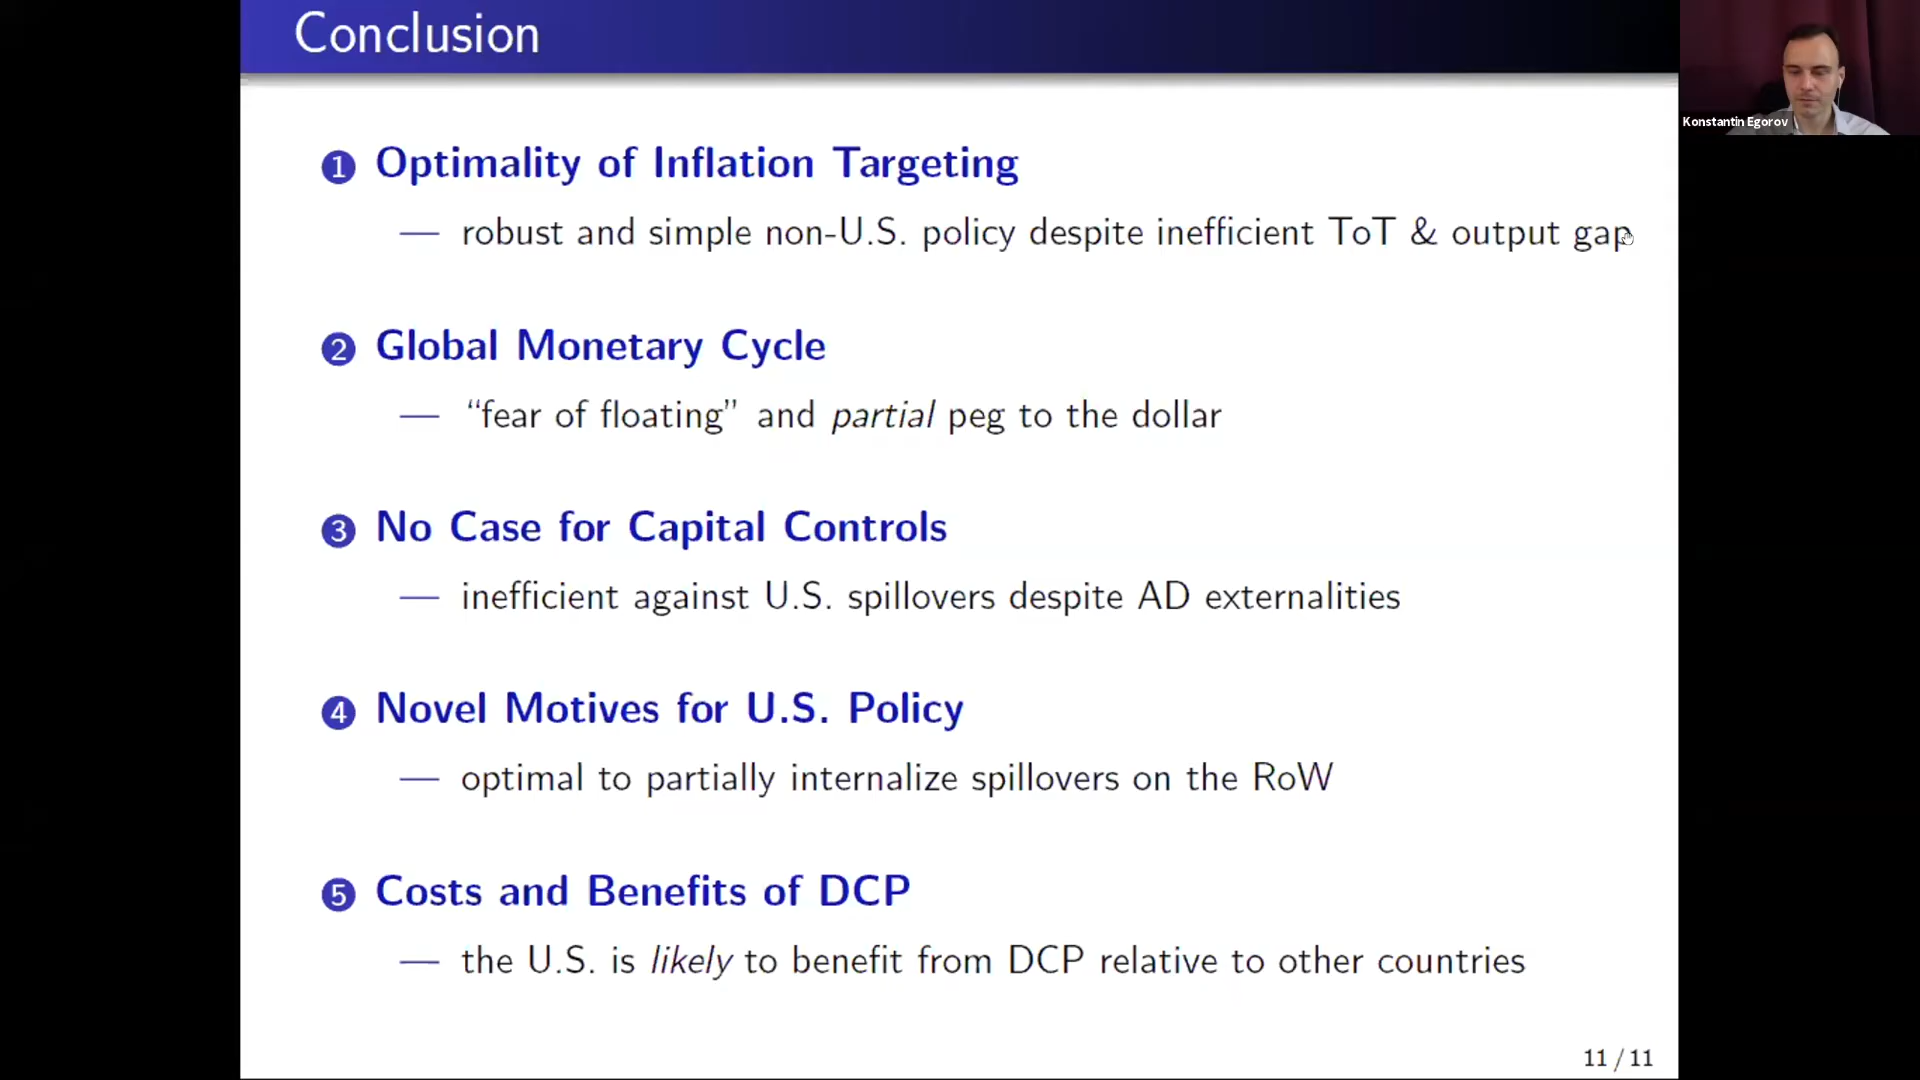 Conclusion
Konstantin Egorov
1 Optimality of Inflation Targeting
— robust and simple non-U.S. policy despite inefficient ToT & output gap
2 Global Monetary Cycle
— “fear of floating” and partial peg to the dollar
3 No Case for Capital Controls
— inefficient against U.S. spillovers despite AD externalities
4 Novel Motives for U.S. Policy
— optimal to partially internalize spillovers on the RoW
5 Costs and Benefits of DCP
— the U.S. is likely to benefit from DCP relative to other countries
11 / 11